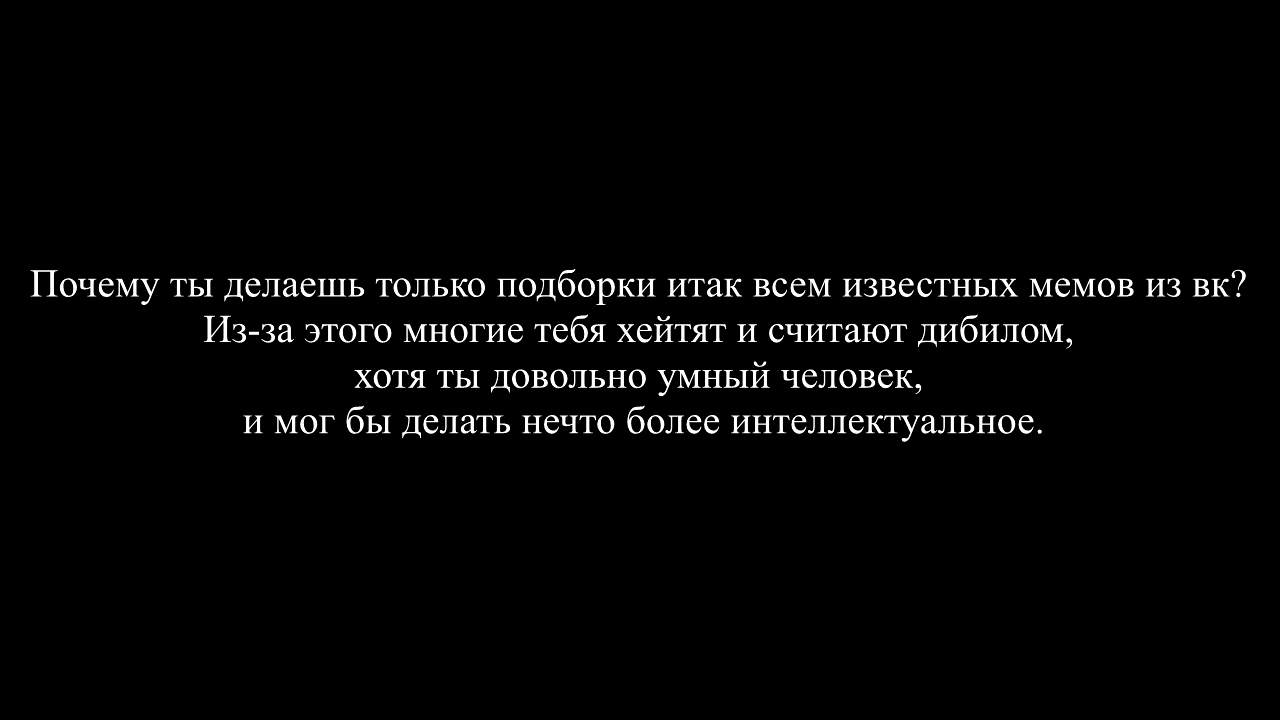 Почему ты делаешь только подборки итак всем известных мемов из вк?
Из-за этого многие тебя хейтят и считают дибилом,
хотя ты довольно умный человек,
и мог бы делать нечто более интеллектуальное.